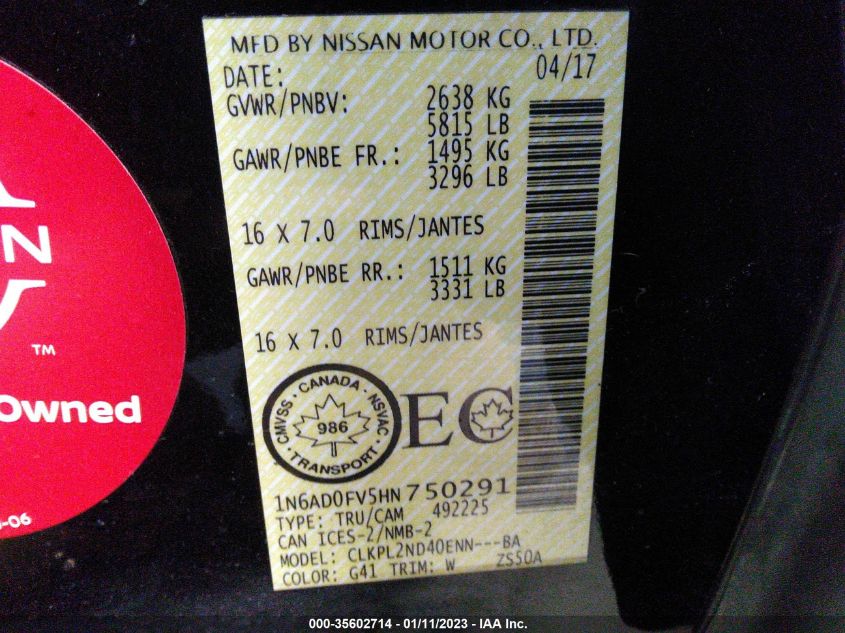 MFD BY NISSAN MOTOR CO., LTD.
DATE: 04/17
GVWR/PNBV: 2638 KG
5815 LB
GAWR/PNBE FR.: 1495 KG
3296 LB
16 X 7.0 RIMS/JANTES
GAWR/PNBE RR.: 1511 KG
3331 LB
16 X 7.0 RIMS/JANTES
CMVSS · CANADA · NSVAC · TRANSPORT ·
986
EC
1N6AD0FV5HN750291
TYPE: TRU/CAM 492225
CAN ICES-2/NMB-2
MODEL: CLKPL2ND40ENN---BA
COLOR: G41 TRIM: W ZS50A
N
TM
Owned
-06
000-35602714 - 01/11/2023 - IAA Inc.